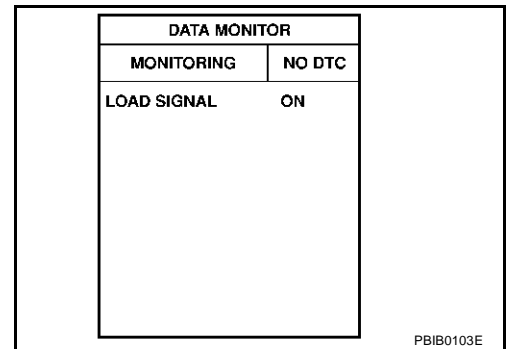 DATA MONITOR
MONITORING NO DTC
LOAD SIGNAL ON
PBIB0103E